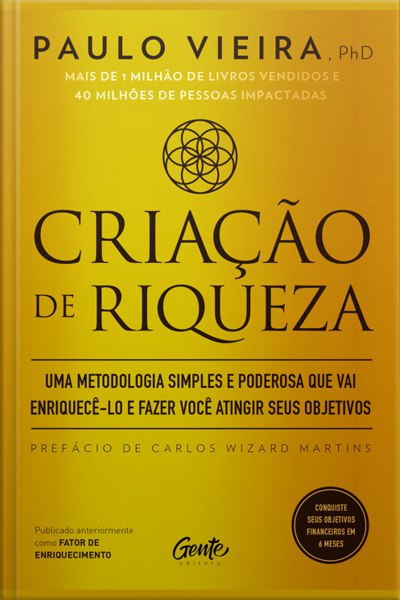 PAULO VIEIRA, PhD
MAIS DE 1 MILHÃO DE LIVROS VENDIDOS E
40 MILHÕES DE PESSOAS IMPACTADAS
CRIAÇÃO
DE RIQUEZA
UMA METODOLOGIA SIMPLES E PODEROSA QUE VAI
ENRIQUECÊ-LO E FAZER VOCÊ ATINGIR SEUS OBJETIVOS
PREFÁCIO DE CARLOS WIZARD MARTINS
CONQUISTE
SEUS OBJETIVOS
FINANCEIROS EM
6 MESES
Publicado anteriormente
como FATOR DE
ENRIQUECIMENTO
Gente
editora